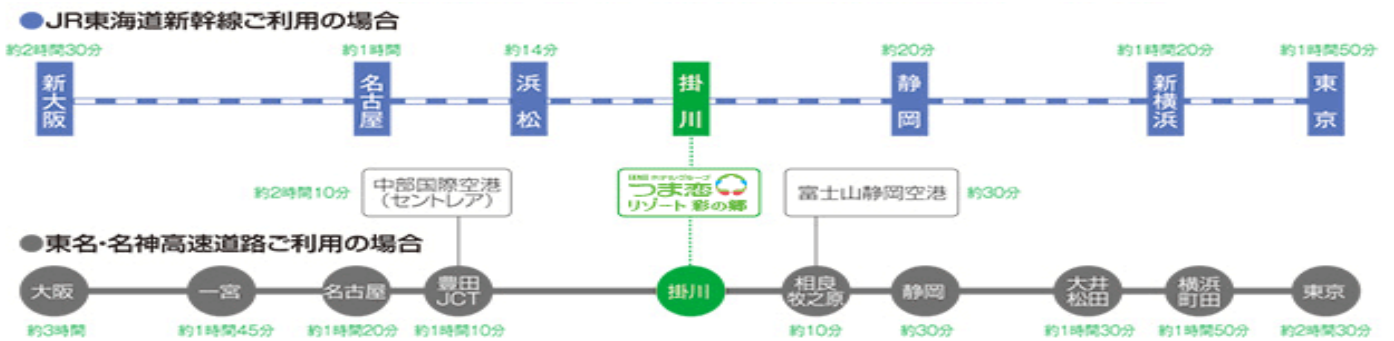 ●JR東海道新幹線ご利用の場合
約2時間30分 約1時間 約14分 約20分 約1時間20分 約1時間50分
新大阪 名古屋 浜松 掛川 静岡 新横浜 東京
約2時間10分 中部国際空港
(セントレア)
ホテルグループ
つま恋
リゾート 彩の郷
富士山静岡空港 約30分
●東名・名神高速道路ご利用の場合
大阪 一宮 名古屋 豊田JCT 掛川 相良牧之原 静岡 大井松田 横浜町田 東京
約3時間 約1時間45分 約1時間20分 約1時間10分 約10分 約30分 約1時間30分 約1時間50分 約2時間30分